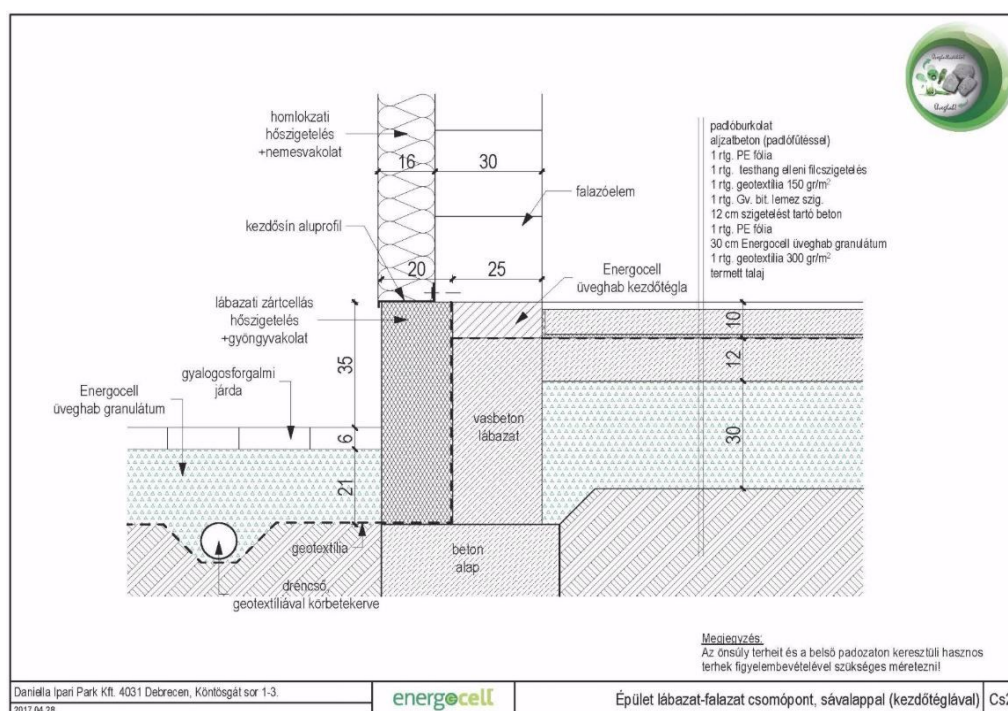 homlokzati
hőszigetelés
+nemesvakolat
16
30
falazóelem
kezdősín aluprofil
20
25
Energocell
üveghab kezdőtégla
lábazati zártcellás
hőszigetelés
+gyöngyvakolat
35
gyalogosforgalmi
járda
Energocell
üveghab granulátum
6
21
vasbeton
lábazat
10
12
30
geotextília
beton
alap
dréncső,
geotextíliával körbetekerve
padlóburkolat
aljzatbeton (padlófűtéssel)
1 rtg. PE fólia
1 rtg. testhang elleni filcszigetelés
1 rtg. geotextília 150 gr/m²
1 rtg. Gv. bit. lemez szig.
12 cm szigetelést tartó beton
1 rtg. PE fólia
30 cm Energocell üveghab granulátum
1 rtg. geotextília 300 gr/m²
termett talaj
Megjegyzés:
Az önsúly terheit és a belső padozaton keresztüli hasznos
terhek figyelembevételével szükséges méretezni!
Daniella Ipari Park Kft. 4031 Debrecen, Köntösgát sor 1-3.
2017.04.28
energocell
Épület lábazat-falazat csomópont, sávalappal (kezdőtéglával)